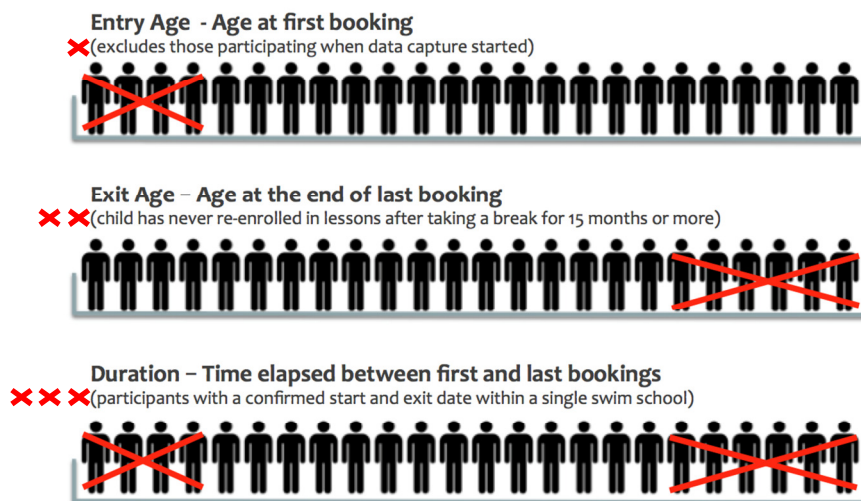 Entry Age - Age at first booking
(excludes those participating when data capture started)
Exit Age – Age at the end of last booking
(child has never re-enrolled in lessons after taking a break for 15 months or more)
Duration – Time elapsed between first and last bookings
(participants with a confirmed start and exit date within a single swim school)